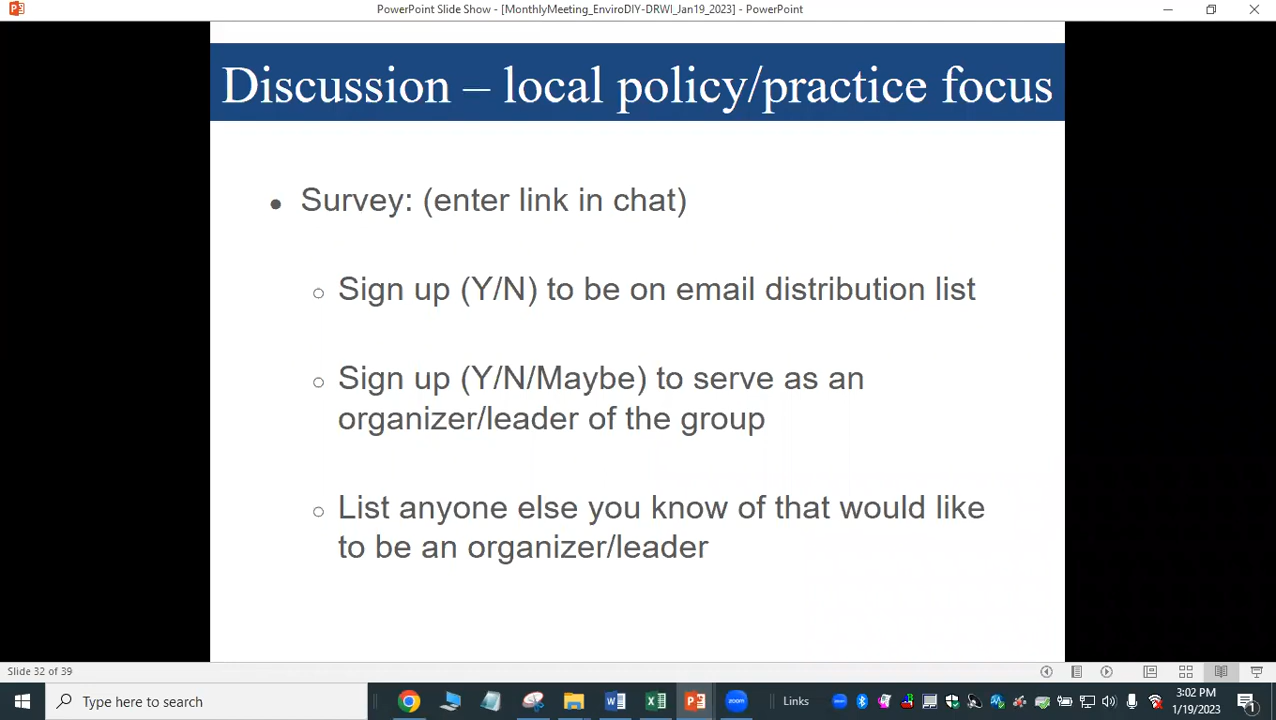 PowerPoint Slide Show - [MonthlyMeeting_EnviroDIY-DRWI_Jan19_2023] - PowerPoint
Discussion – local policy/practice focus
• Survey: (enter link in chat)
○ Sign up (Y/N) to be on email distribution list
○ Sign up (Y/N/Maybe) to serve as an
organizer/leader of the group
○ List anyone else you know of that would like
to be an organizer/leader
Slide 32 of 39
Type here to search
Links
3:02 PM
1/19/2023